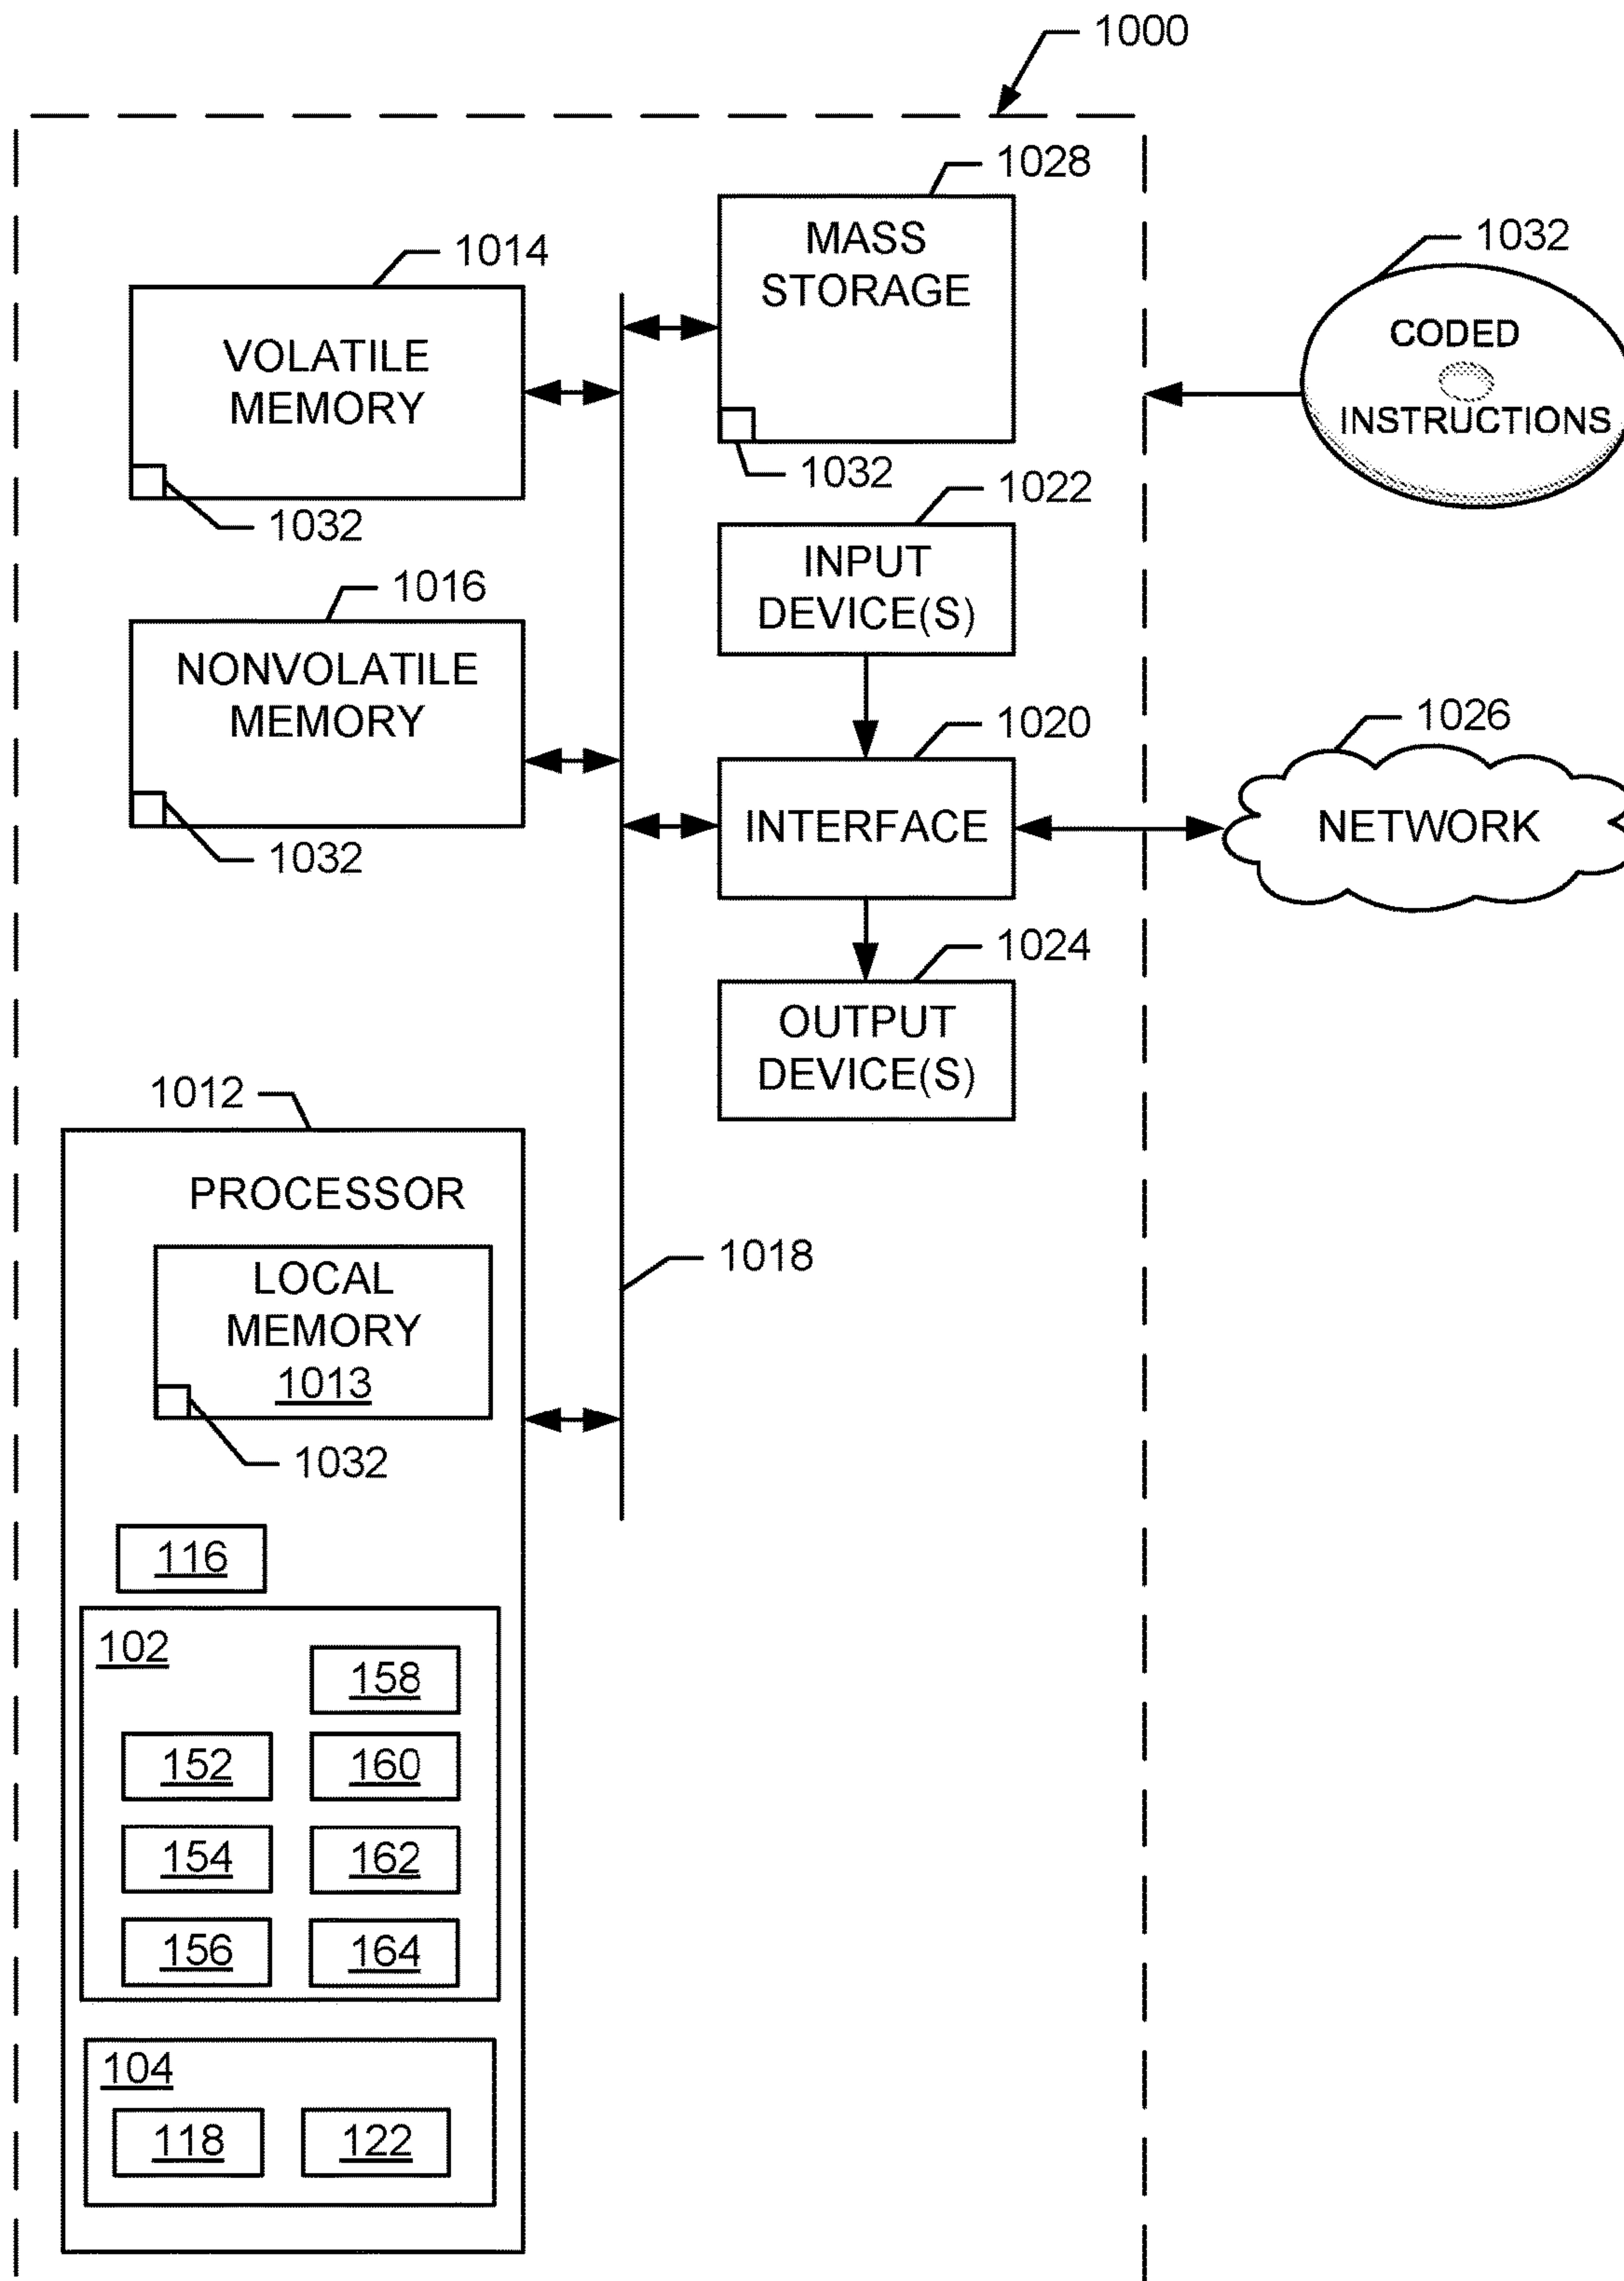 1000
1028
MASS
STORAGE
1032
1014
VOLATILE
MEMORY
1032
1032
CODED
INSTRUCTIONS
1022
INPUT
DEVICE(S)
1016
NONVOLATILE
MEMORY
1032
1020
INTERFACE
1026
NETWORK
1024
OUTPUT
DEVICE(S)
1012
PROCESSOR
LOCAL
MEMORY
1013
1032
1018
116
102
158
152
160
154
162
156
164
104
118
122